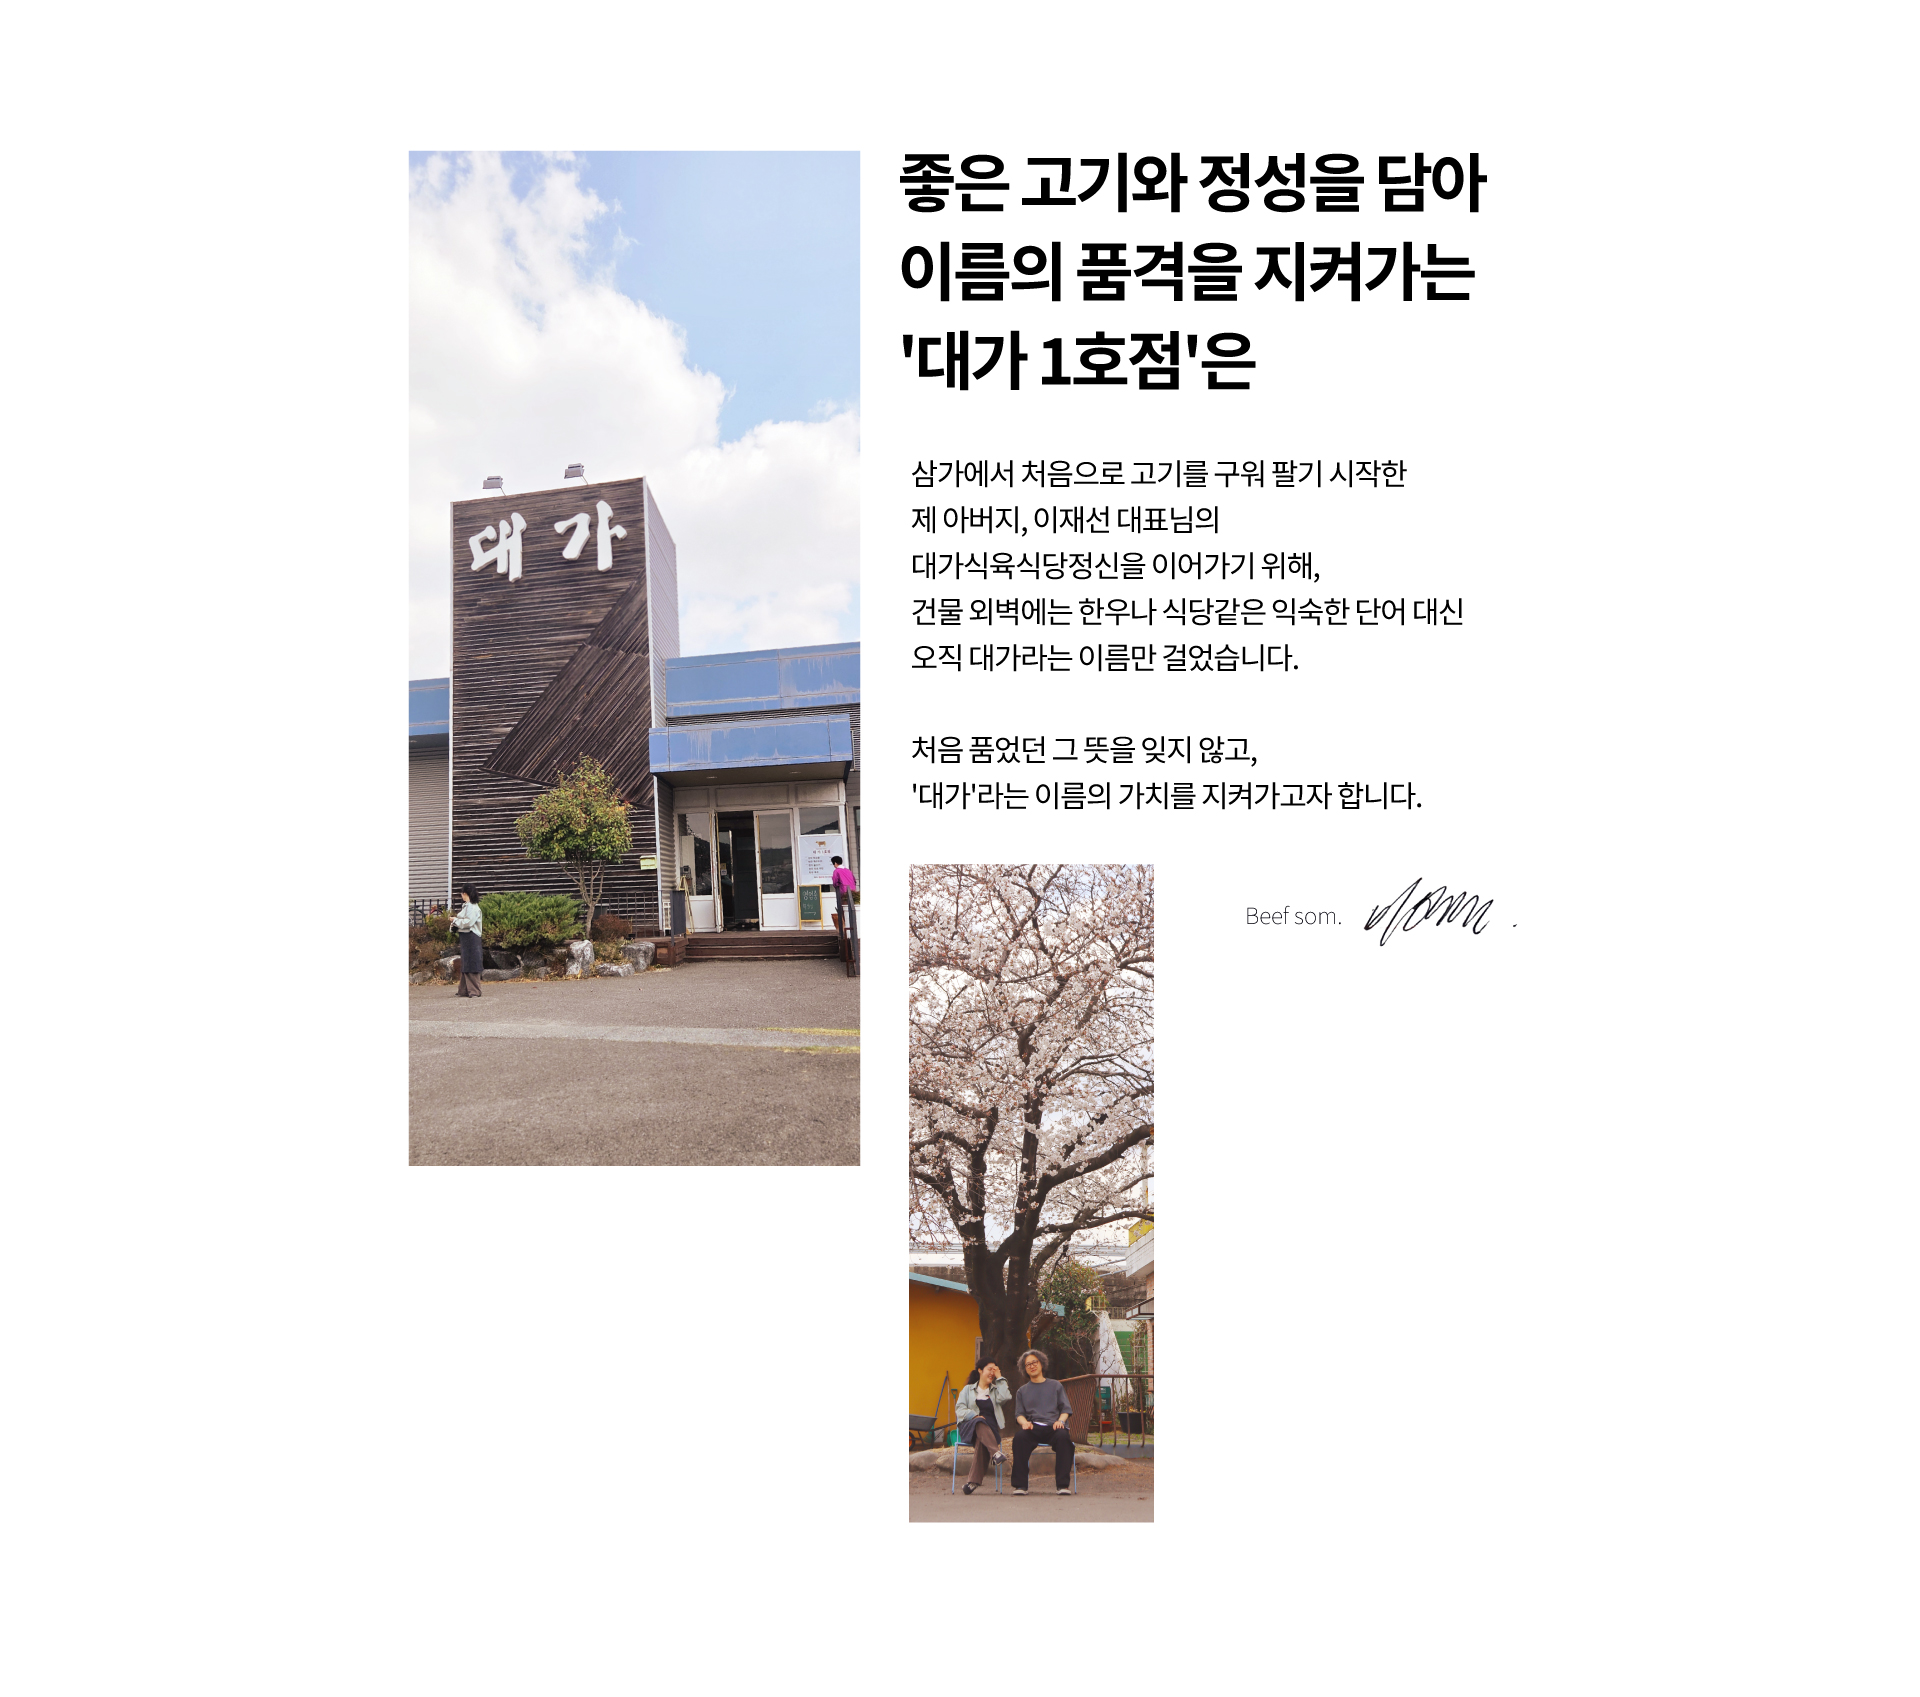 좋은 고기와 정성을 담아
이름의 품격을 지켜가는
'대가 1호점'은
대가
삼가에서 처음으로 고기를 구워 팔기 시작한
제 아버지, 이재선 대표님의
대가식육식당정신을 이어가기 위해,
건물 외벽에는 한우나 식당같은 익숙한 단어 대신
오직 대가라는 이름만 걸었습니다.
처음 품었던 그 뜻을 잊지 않고,
'대가'라는 이름의 가치를 지켜가고자 합니다.
Beef som.